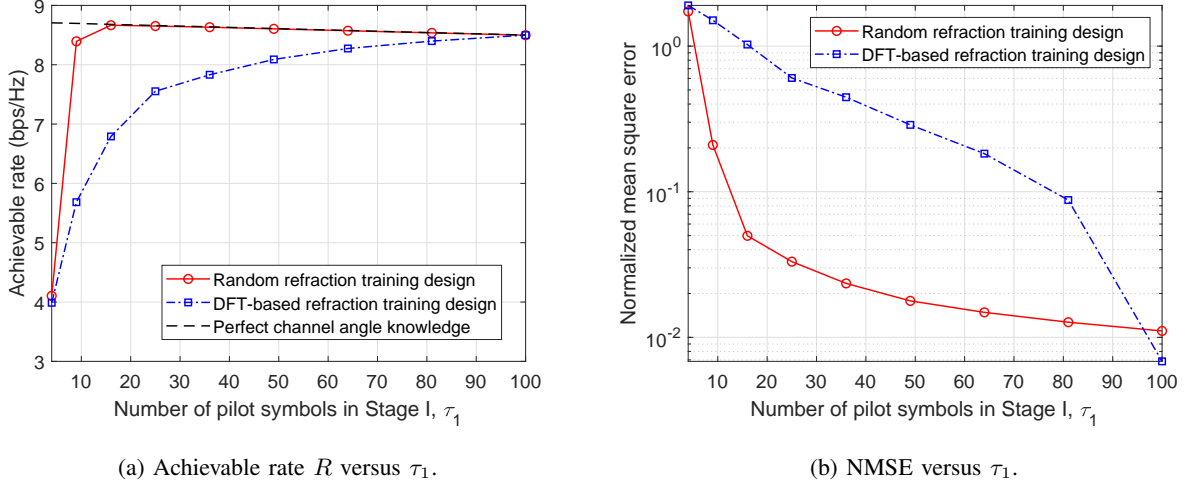 9
8
7
6
5
4
3
Achievable rate (bps/Hz)
Random refraction training design
DFT-based refraction training design
Perfect channel angle knowledge
10 20 30 40 50 60 70 80 90 100
Number of pilot symbols in Stage I, τ₁
(a) Achievable rate R versus τ₁.
10⁰
10⁻¹
10⁻²
Normalized mean square error
Random refraction training design
DFT-based refraction training design
10 20 30 40 50 60 70 80 90 100
Number of pilot symbols in Stage I, τ₁
(b) NMSE versus τ₁.